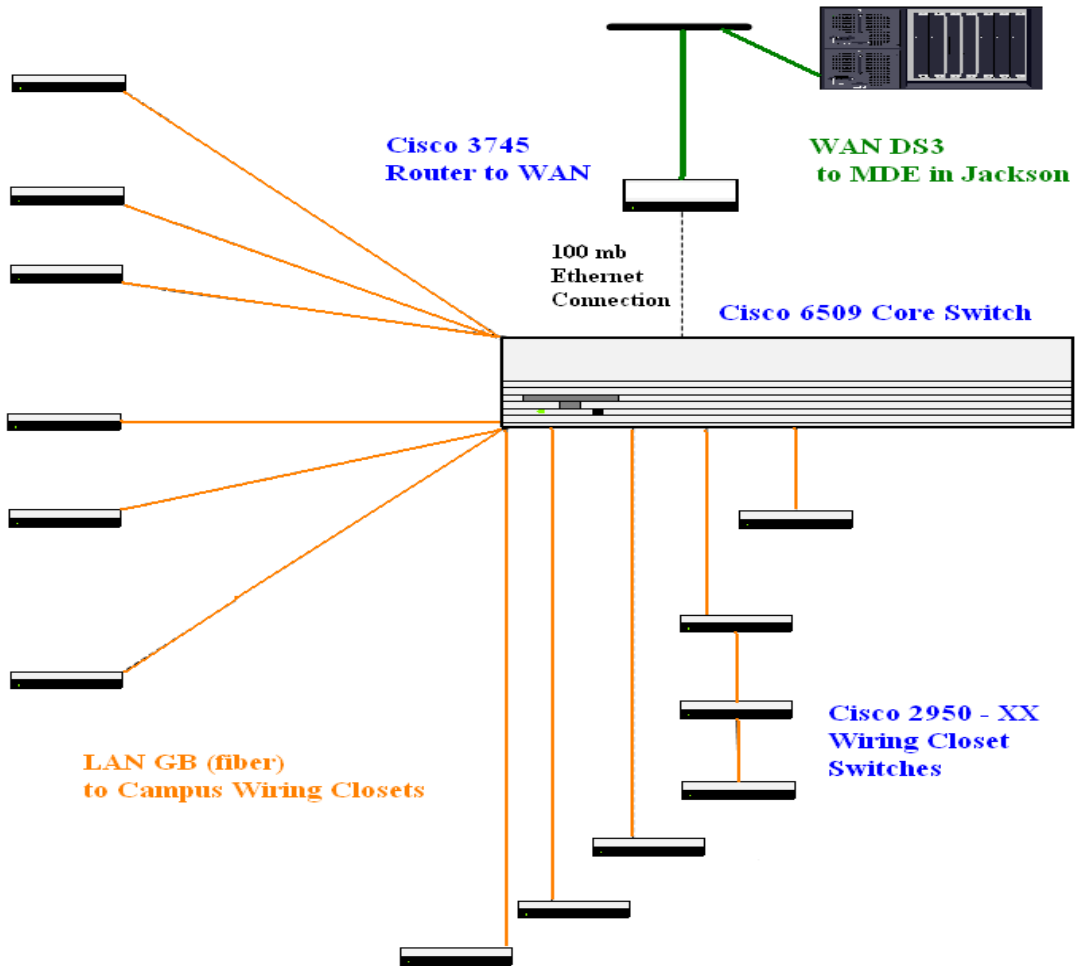 Cisco 3745
Router to WAN
WAN DS3
to MDE in Jackson
100 mb
Ethernet
Connection
Cisco 6509 Core Switch
Cisco 2950 - XX
Wiring Closet
Switches
LAN GB (fiber)
to Campus Wiring Closets